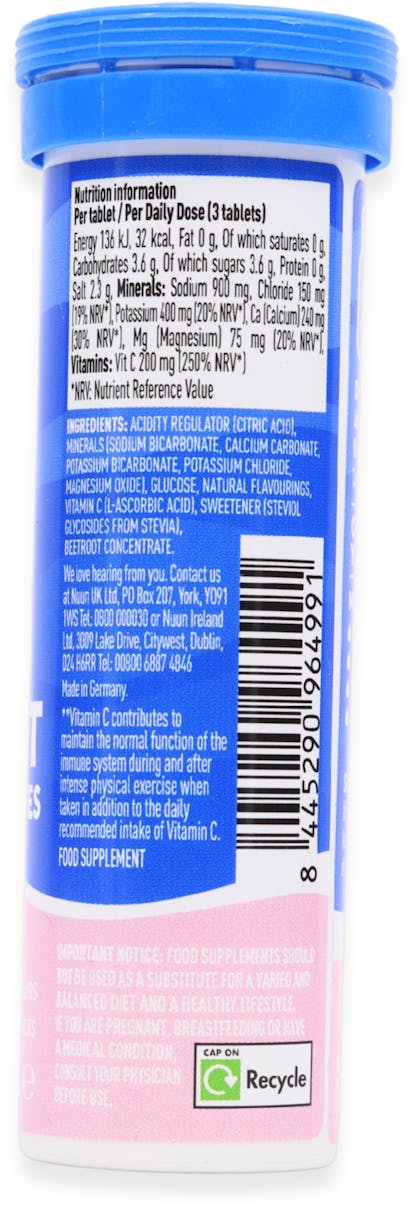 Nutrition information
Per tablet / Per Daily Dose (3 tablets)
Energy 136 kJ, 32 kcal, Fat 0 g, Of which saturates 0 g,
Carbohydrates 3.6 g, Of which sugars 3.6 g, Protein 0 g,
Salt 2.3 g, Minerals: Sodium 900 mg, Chloride 150 mg
(19% NRV*), Potassium 400 mg (20% NRV*), Ca (Calcium) 240 mg
(30% NRV*), Mg (Magnesium) 75 mg (20% NRV*),
Vitamins: Vit C 200 mg (250% NRV*)
*NRV: Nutrient Reference Value
INGREDIENTS: ACIDITY REGULATOR (CITRIC ACID),
MINERALS (SODIUM BICARBONATE, CALCIUM CARBONATE,
POTASSIUM BICARBONATE, POTASSIUM CHLORIDE,
MAGNESIUM OXIDE), GLUCOSE, NATURAL FLAVOURINGS,
VITAMIN C (L-ASCORBIC ACID), SWEETENER (STEVIOL
GLYCOSIDES FROM STEVIA),
BEETROOT CONCENTRATE.
We love hearing from you. Contact us
at Nuun UK Ltd, PO Box 207, York, YO91
1WS Tel: 0800 000030 or Nuun Ireland
Ltd, 3009 Lake Drive, Citywest, Dublin,
D24 H6RR Tel: 00800 6887 4846
Made in Germany.
**Vitamin C contributes to
maintain the normal function of the
immune system during and after
intense physical exercise when
taken in addition to the daily
recommended intake of Vitamin C.
FOOD SUPPLEMENT
8 445290 964991
T
ES
IMPORTANT NOTICE: FOOD SUPPLEMENTS SHOULD
NOT BE USED AS A SUBSTITUTE FOR A VARIED AND
BALANCED DIET AND A HEALTHY LIFESTYLE.
IF YOU ARE PREGNANT, BREASTFEEDING OR HAVE
A MEDICAL CONDITION,
CONSULT YOUR PHYSICIAN
BEFORE USE.
CAP ON
Recycle
e